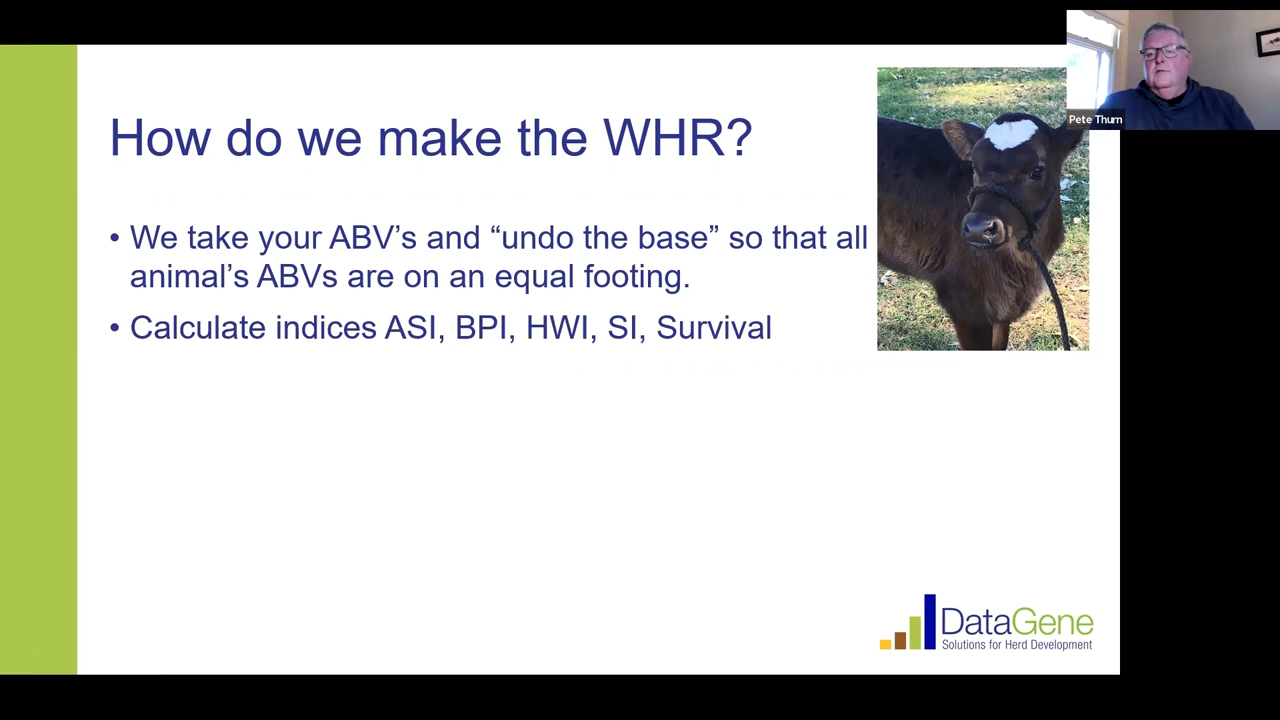 Pete Thurn
How do we make the WHR?
• We take your ABV’s and “undo the base” so that all
animal’s ABVs are on an equal footing.
• Calculate indices ASI, BPI, HWI, SI, Survival
DataGene
Solutions for Herd Development